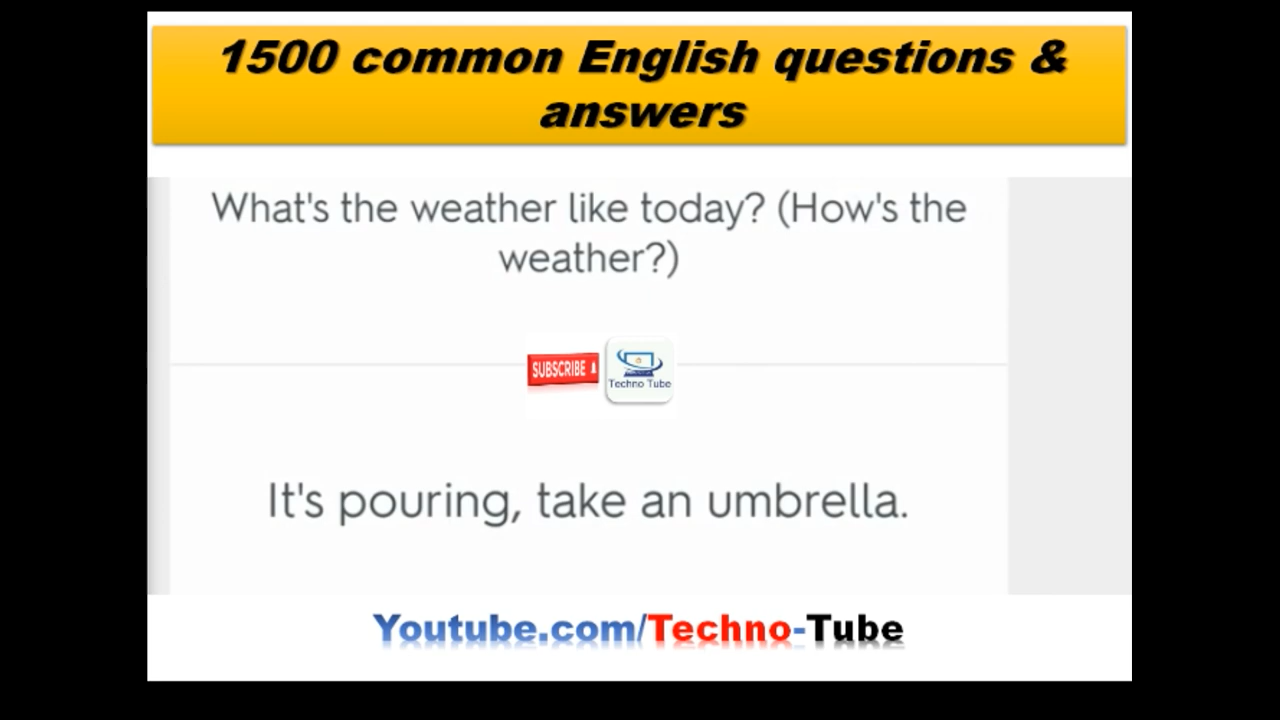 1500 common English questions &
answers
What's the weather like today? (How's the
weather?)
SUBSCRIBE
Techno Tube
It's pouring, take an umbrella.
Youtube.com/Techno-Tube